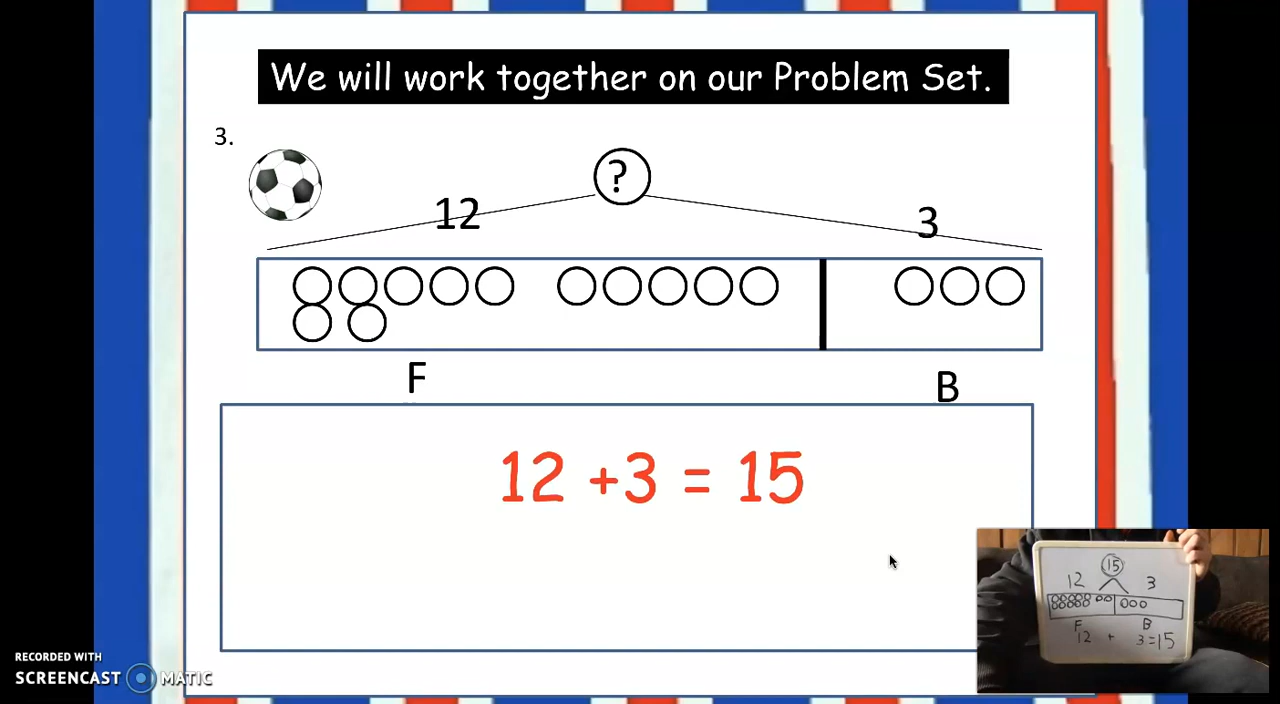 We will work together on our Problem Set.
3.
?
12 3
F B
12 +3 = 15
15
12 3
F B
12 + 3=15
RECORDED WITH
SCREENCAST MATIC